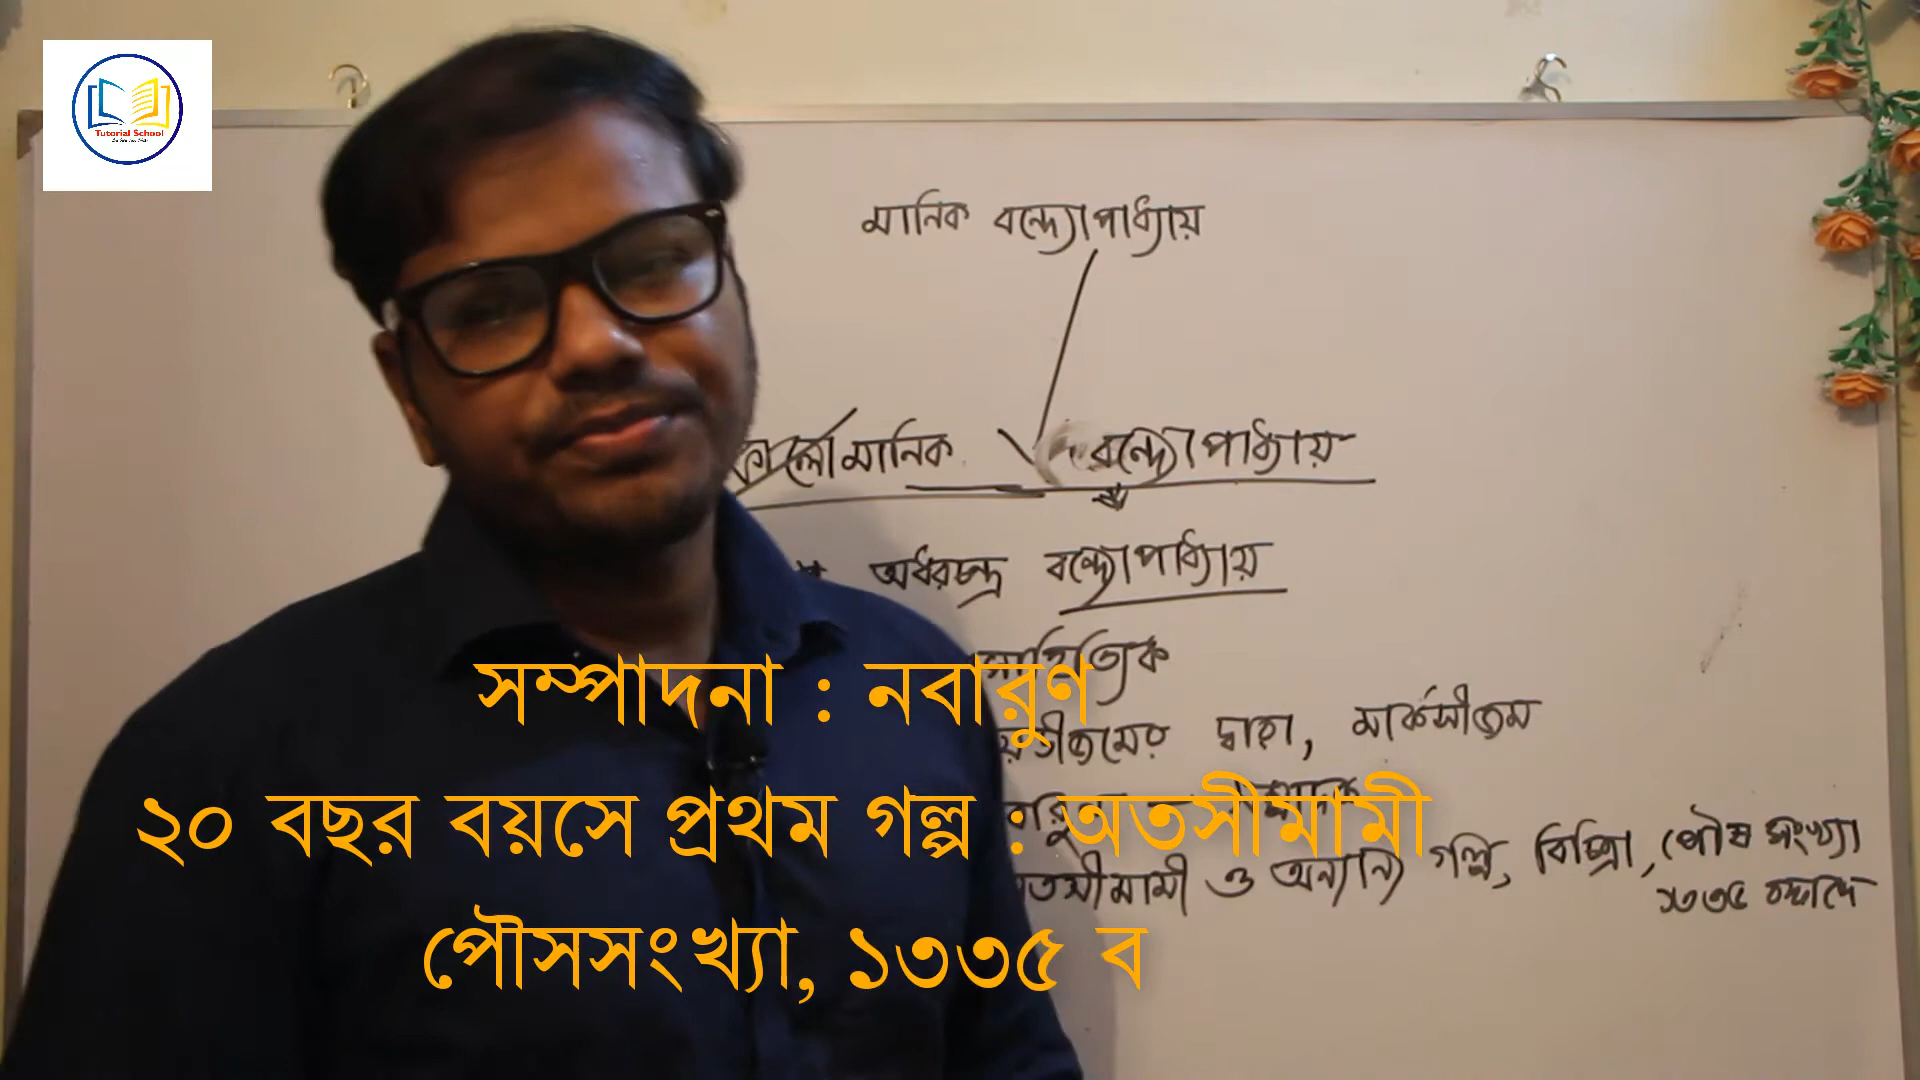 Tutorial School
মানিক বন্দ্যোপাধ্যায়
কালোমানিক বন্দ্যোপাধ্যায়
অধরচন্দ্র বন্দ্যোপাধ্যায়
সাহিত্যিক
দ্বারা, মার্কসীজম
ও অন্যান্য গল্প, বিচিত্রা, পৌষ সংখ্যা
১৩৩৫ বঙ্গাব্দে
সম্পাদনা : নবারুণ
২০ বছর বয়সে প্রথম গল্প : অতসীমামী
পৌসসংখ্যা, ১৩৩৫ ব